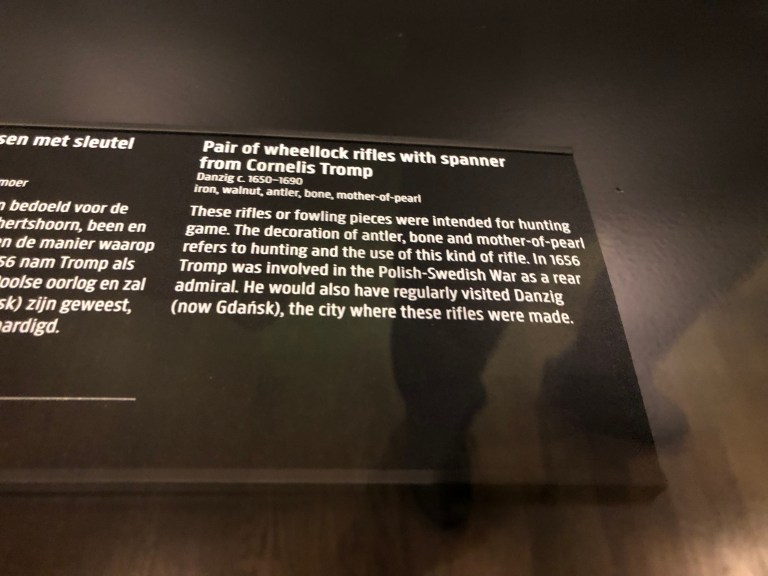 sen met sleutel
moer
n bedoeld voor de
hertshoorn, been en
n de manier waarop
56 nam Tromp als
oolse oorlog en zal
sk) zijn geweest,
aardigd.
Pair of wheellock rifles with spanner
from Cornelis Tromp
Danzig c. 1650–1690
iron, walnut, antler, bone, mother-of-pearl
These rifles or fowling pieces were intended for hunting
game. The decoration of antler, bone and mother-of-pearl
refers to hunting and the use of this kind of rifle. In 1656
Tromp was involved in the Polish-Swedish War as a rear
admiral. He would also have regularly visited Danzig
(now Gdańsk), the city where these rifles were made.